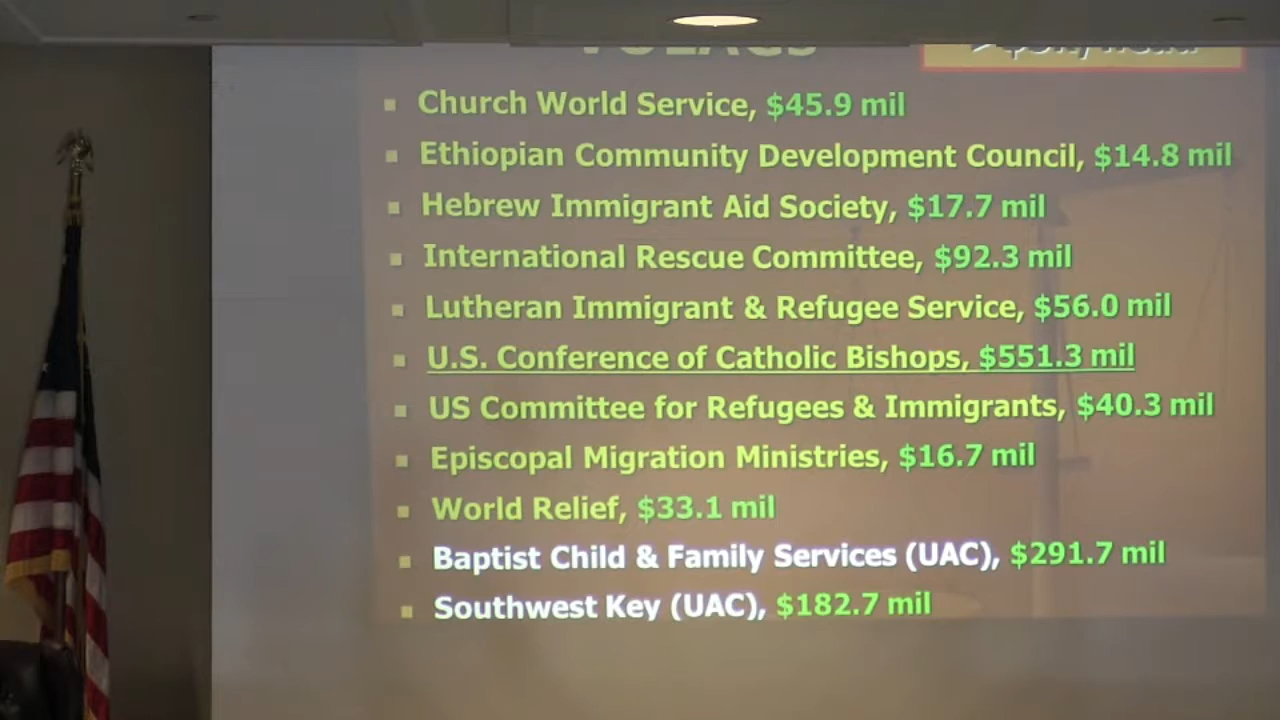 VOLAGS
▪ Church World Service, $45.9 mil
▪ Ethiopian Community Development Council, $14.8 mil
▪ Hebrew Immigrant Aid Society, $17.7 mil
▪ International Rescue Committee, $92.3 mil
▪ Lutheran Immigrant & Refugee Service, $56.0 mil
▪ U.S. Conference of Catholic Bishops, $551.3 mil
▪ US Committee for Refugees & Immigrants, $40.3 mil
▪ Episcopal Migration Ministries, $16.7 mil
▪ World Relief, $33.1 mil
▪ Baptist Child & Family Services (UAC), $291.7 mil
▪ Southwest Key (UAC), $182.7 mil